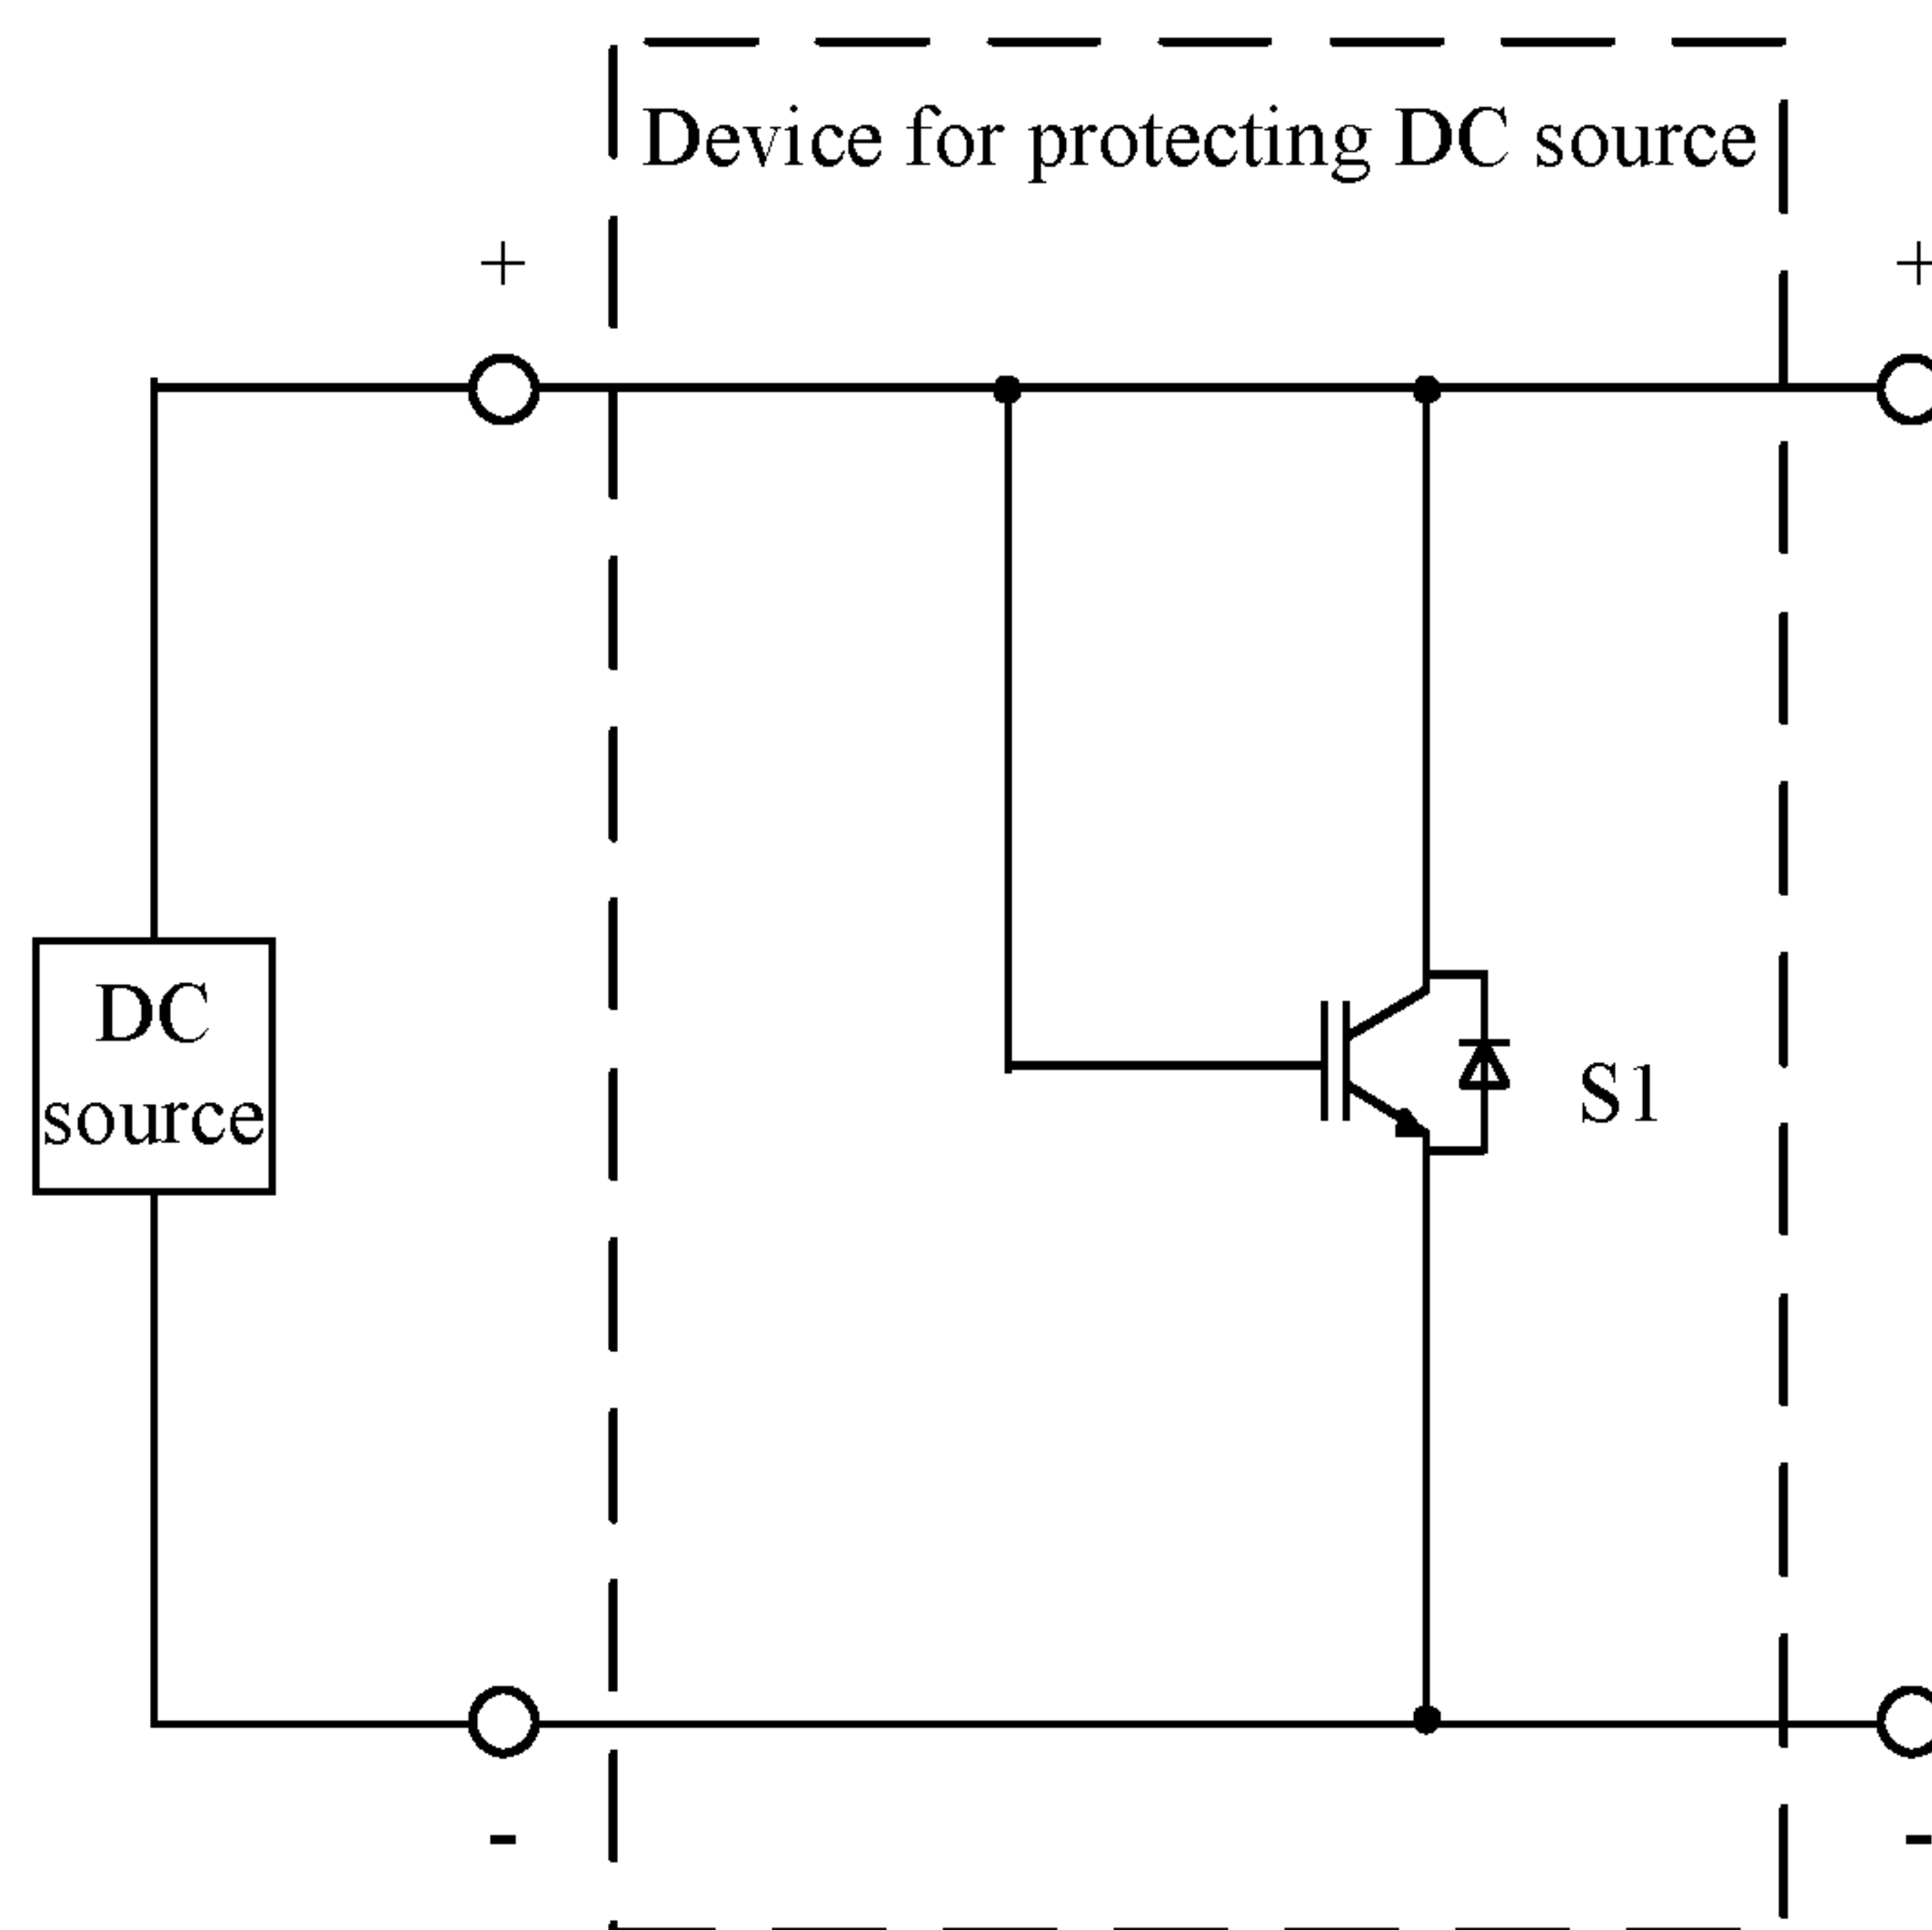 Device for protecting DC source
+ +
DC
source
S1
- -